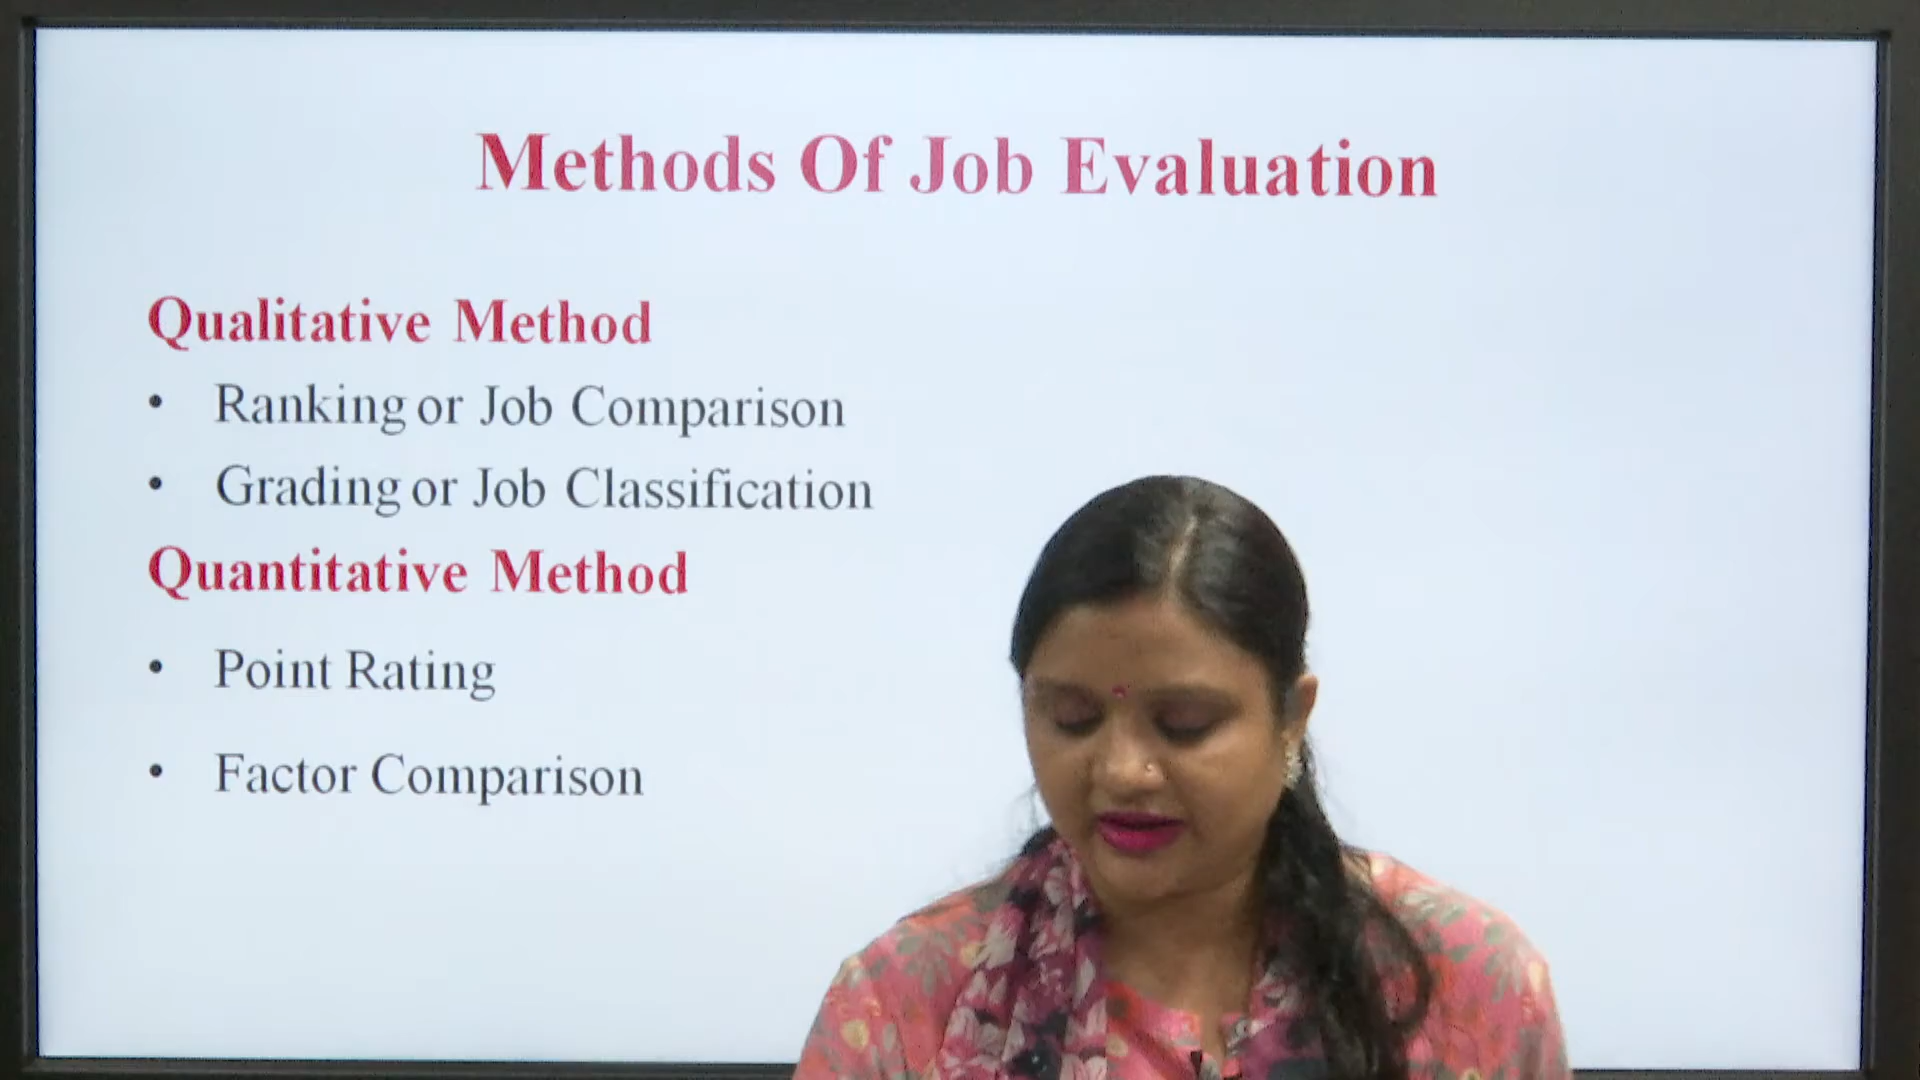 Methods Of Job Evaluation
Qualitative Method
• Ranking or Job Comparison
• Grading or Job Classification
Quantitative Method
• Point Rating
• Factor Comparison